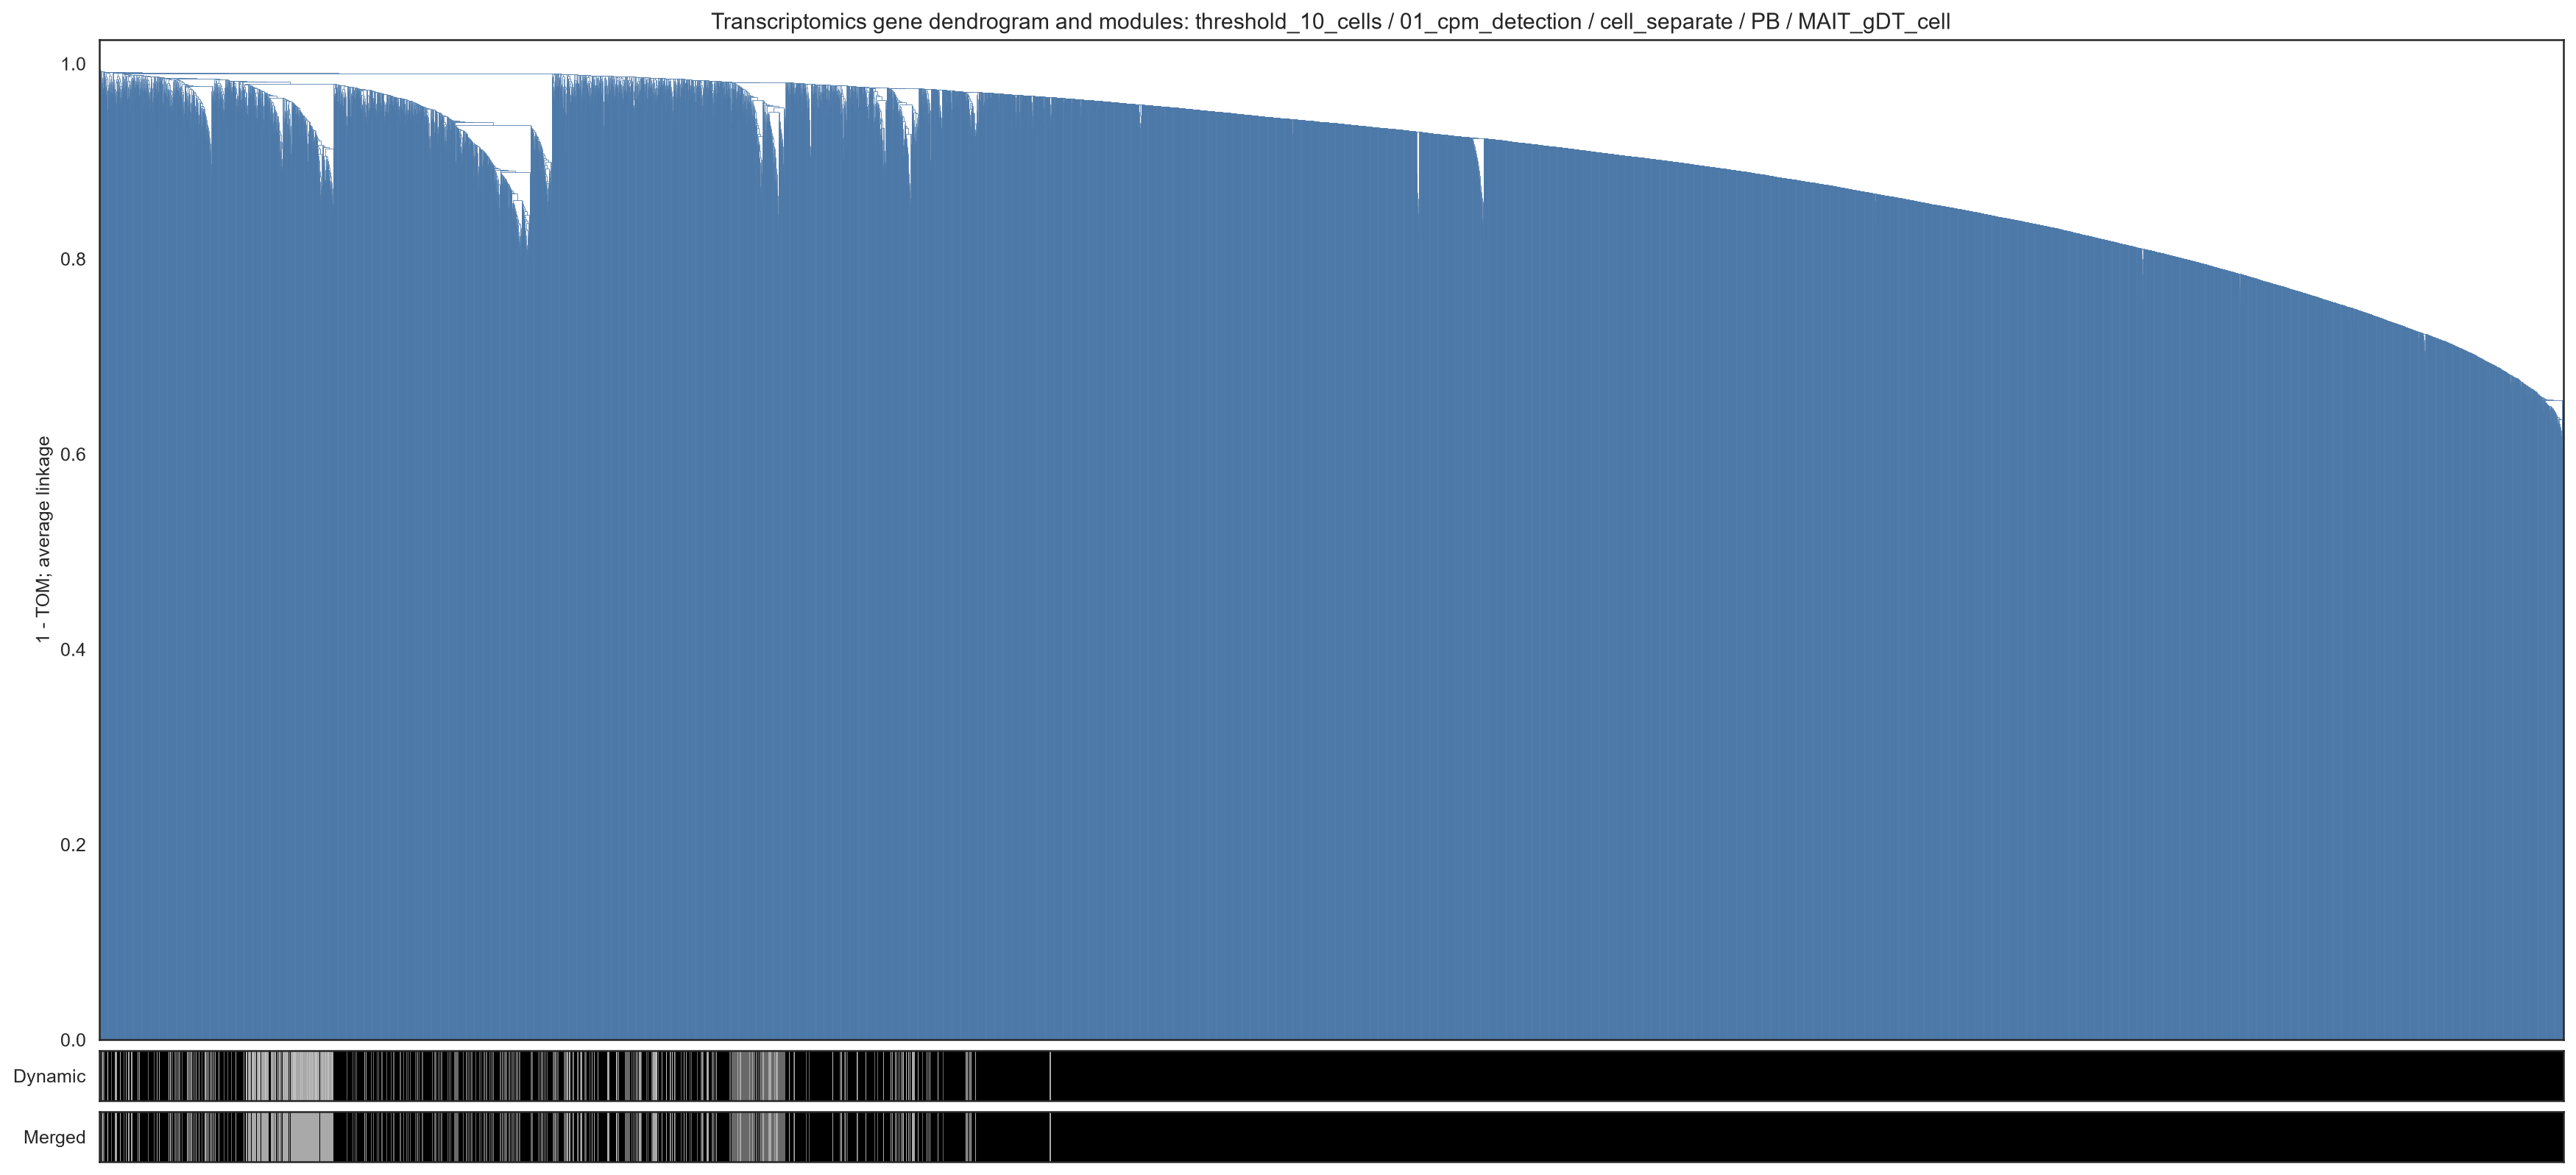 Transcriptomics gene dendrogram and modules: threshold_10_cells / 01_cpm_detection / cell_separate / PB / MAIT_gDT_cell
1.0
0.8
0.6
0.4
0.2
0.0
1 - TOM; average linkage
Dynamic
Merged